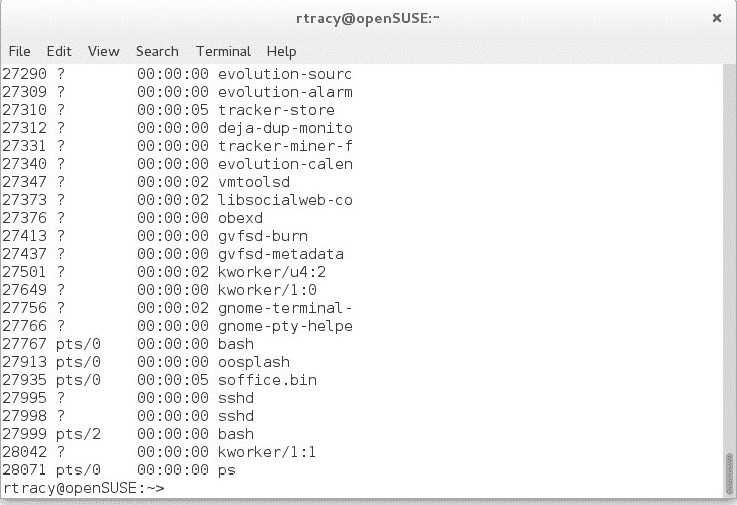 rtracy@openSUSE:~
File Edit View Search Terminal Help
27290 ? 00:00:00 evolution-sourc
27309 ? 00:00:00 evolution-alarm
27310 ? 00:00:05 tracker-store
27312 ? 00:00:00 deja-dup-monito
27331 ? 00:00:00 tracker-miner-f
27340 ? 00:00:00 evolution-calen
27347 ? 00:00:02 vmtoolsd
27373 ? 00:00:02 libsocialweb-co
27376 ? 00:00:00 obexd
27413 ? 00:00:00 gvfsd-burn
27437 ? 00:00:00 gvfsd-metadata
27501 ? 00:00:02 kworker/u4:2
27649 ? 00:00:00 kworker/1:0
27756 ? 00:00:02 gnome-terminal-
27766 ? 00:00:00 gnome-pty-helpe
27767 pts/0 00:00:00 bash
27913 pts/0 00:00:00 oosplash
27935 pts/0 00:00:05 soffice.bin
27995 ? 00:00:00 sshd
27998 ? 00:00:00 sshd
27999 pts/2 00:00:00 bash
28042 ? 00:00:00 kworker/1:1
28071 pts/0 00:00:00 ps
rtracy@openSUSE:~>